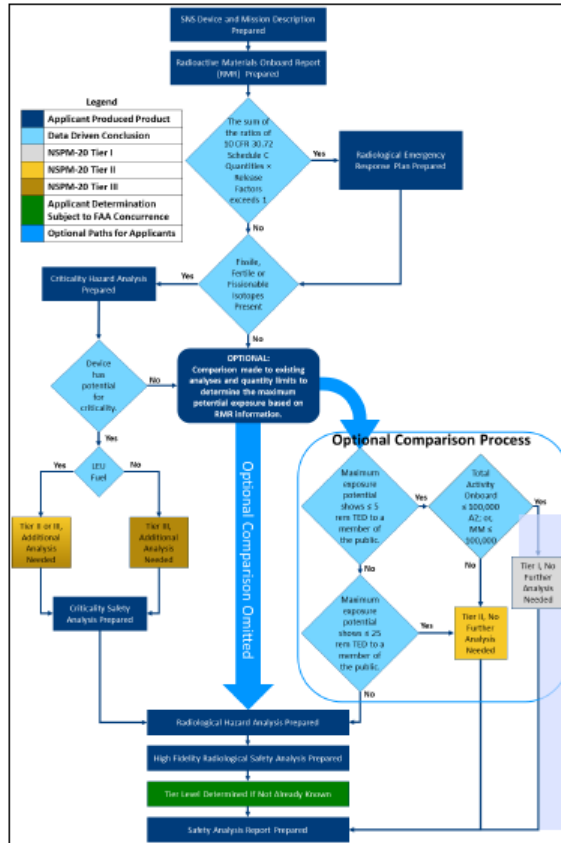 SNS Device and Mission Description
Prepared
Radioactive Materials Onboard Report
(RMR) Prepared
Legend
Applicant Produced Product
Data Driven Conclusion
NSPM-20 Tier I
NSPM-20 Tier II
NSPM-20 Tier III
Applicant Determination
Subject to FAA Concurrence
Optional Paths for Applicants
The sum of
the ratios of
10 CFR 30.72
Schedule C
Quantities ×
Release
Factors
exceeds 1
Yes
Radiological Emergency
Response Plan Prepared
No
Fissile,
Fertile or
Fissionable
Isotopes
Present
Yes
Criticality Hazard Analysis
Prepared
No
Device
has
potential
for
criticality.
No
OPTIONAL:
Comparison made to existing
analyses and quantity limits to
determine the maximum
potential exposure based on
RMR information.
Yes
LEU
Fuel
Yes
No
Tier II or III,
Additional
Analysis
Needed
Tier III,
Additional
Analysis
Needed
Criticality Safety
Analysis Prepared
Optional Comparison Omitted
Optional Comparison Process
Maximum
exposure
potential
shows ≤ 5
rem TED to a
member of
the public.
Yes
Total
Activity
Onboard
≤ 100,000
A2; or,
MM ≤
500,000
Yes
Tier I, No
Further
Analysis
Needed
No
No
Maximum
exposure
potential
shows ≤ 25
rem TED to a
member of
the public.
Yes
Tier II, No
Further
Analysis
Needed
No
Radiological Hazard Analysis Prepared
High Fidelity Radiological Safety Analysis Prepared
Tier Level Determined If Not Already Known
Safety Analysis Report Prepared